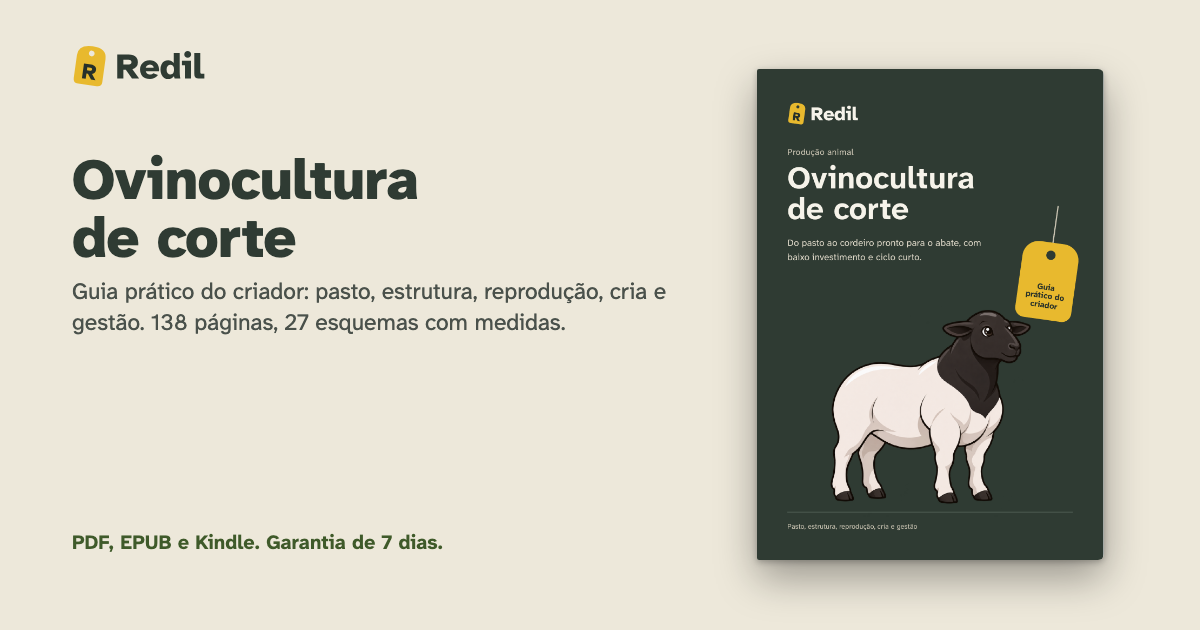 R Redil
Ovinocultura
de corte
Guia prático do criador: pasto, estrutura, reprodução, cria e
gestão. 138 páginas, 27 esquemas com medidas.
PDF, EPUB e Kindle. Garantia de 7 dias.
R Redil
Produção animal
Ovinocultura
de corte
Do pasto ao cordeiro pronto para o abate, com
baixo investimento e ciclo curto.
Guia
prático do
criador
Pasto, estrutura, reprodução, cria e gestão